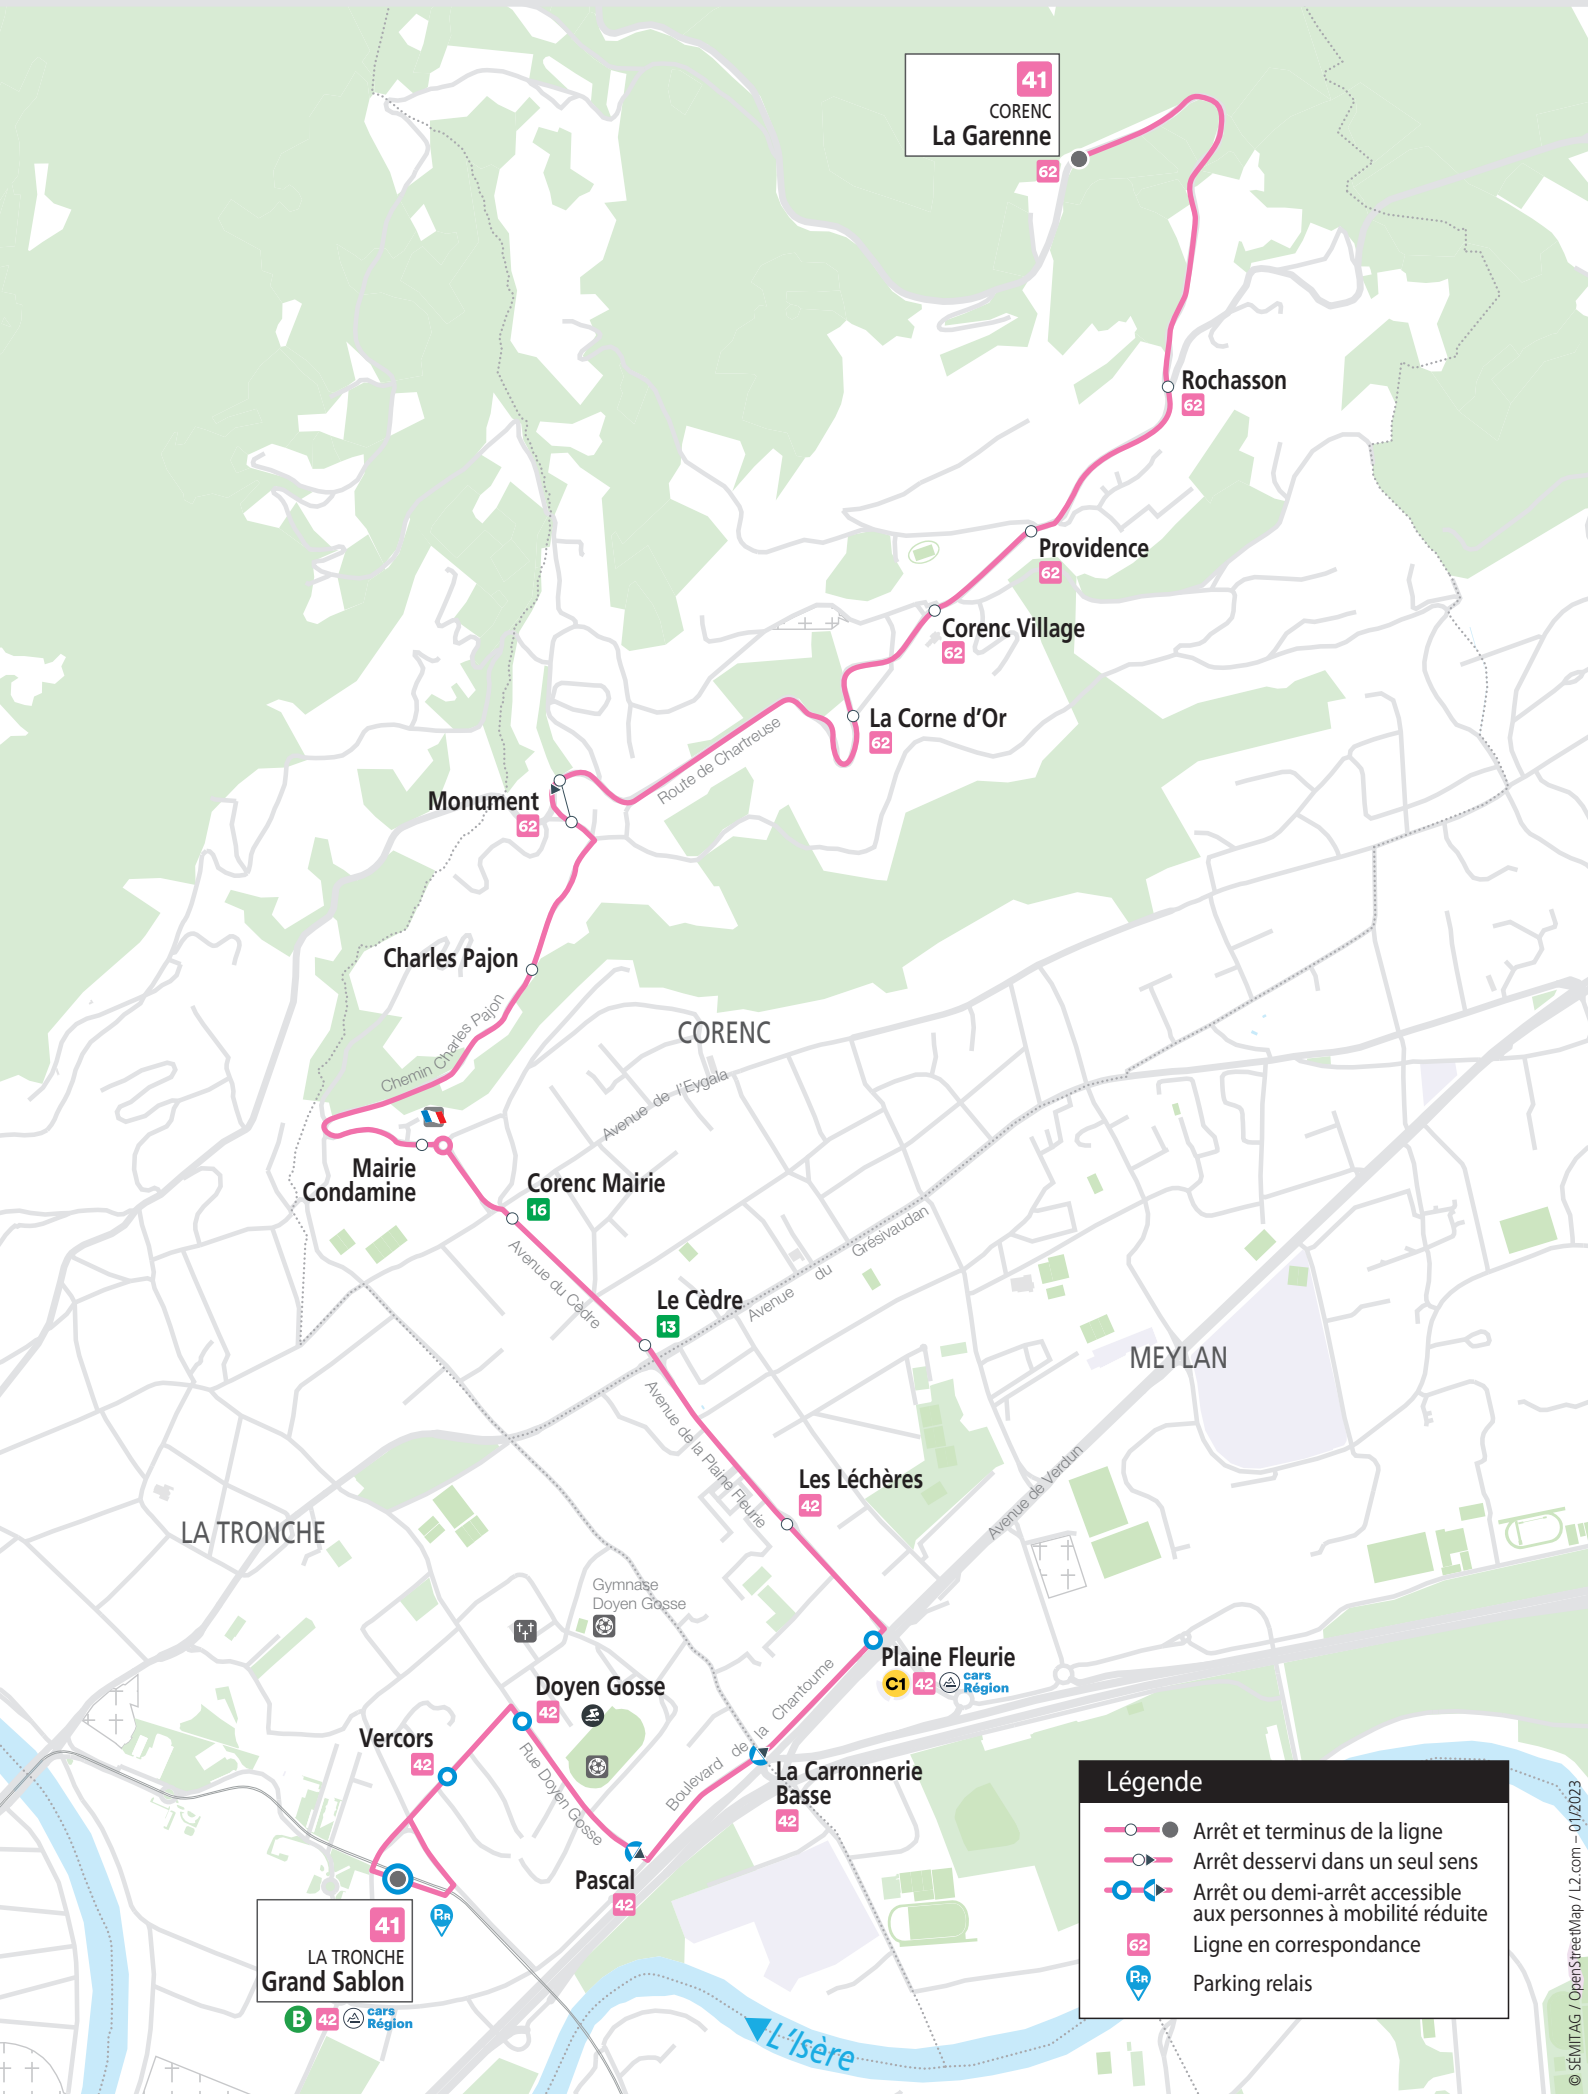 41
CORENC
La Garenne
62
Rochasson
62
Providence
62
Corenc Village
62
La Corne d'Or
62
Route de Chartreuse
Monument
62
Charles Pajon
Chemin Charles Pajon
CORENC
Avenue de l'Eygala
Mairie
Condamine
Corenc Mairie
16
Avenue du Cèdre
Avenue du Grésivaudan
Le Cèdre
13
MEYLAN
Avenue de la Plaine Fleurie
Avenue de Verdun
Les Léchères
42
LA TRONCHE
Gymnase
Doyen Gosse
Plaine Fleurie
C1 42 cars
Région
Doyen Gosse
42
Vercors
42
Rue Doyen Gosse
Boulevard de la Chantourne
La Carronnerie
Basse
42
Pascal
42
P+R
41
LA TRONCHE
Grand Sablon
B 42 cars
Région
L'Isère
Légende
Arrêt et terminus de la ligne
Arrêt desservi dans un seul sens
Arrêt ou demi-arrêt accessible
aux personnes à mobilité réduite
62 Ligne en correspondance
P+R Parking relais
© SÉMITAG / OpenStreetMap / L2.com – 01/2023